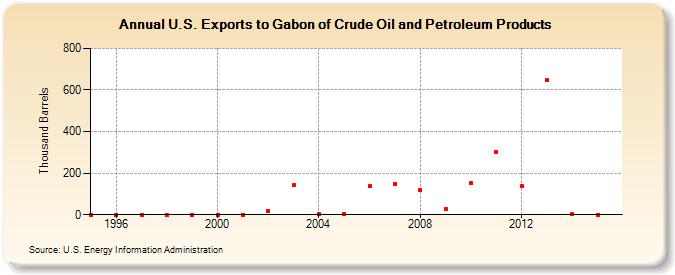 Annual U.S. Exports to Gabon of Crude Oil and Petroleum Products
Thousand Barrels
800
600
400
200
0
1996 2000 2004 2008 2012
Source: U.S. Energy Information Administration